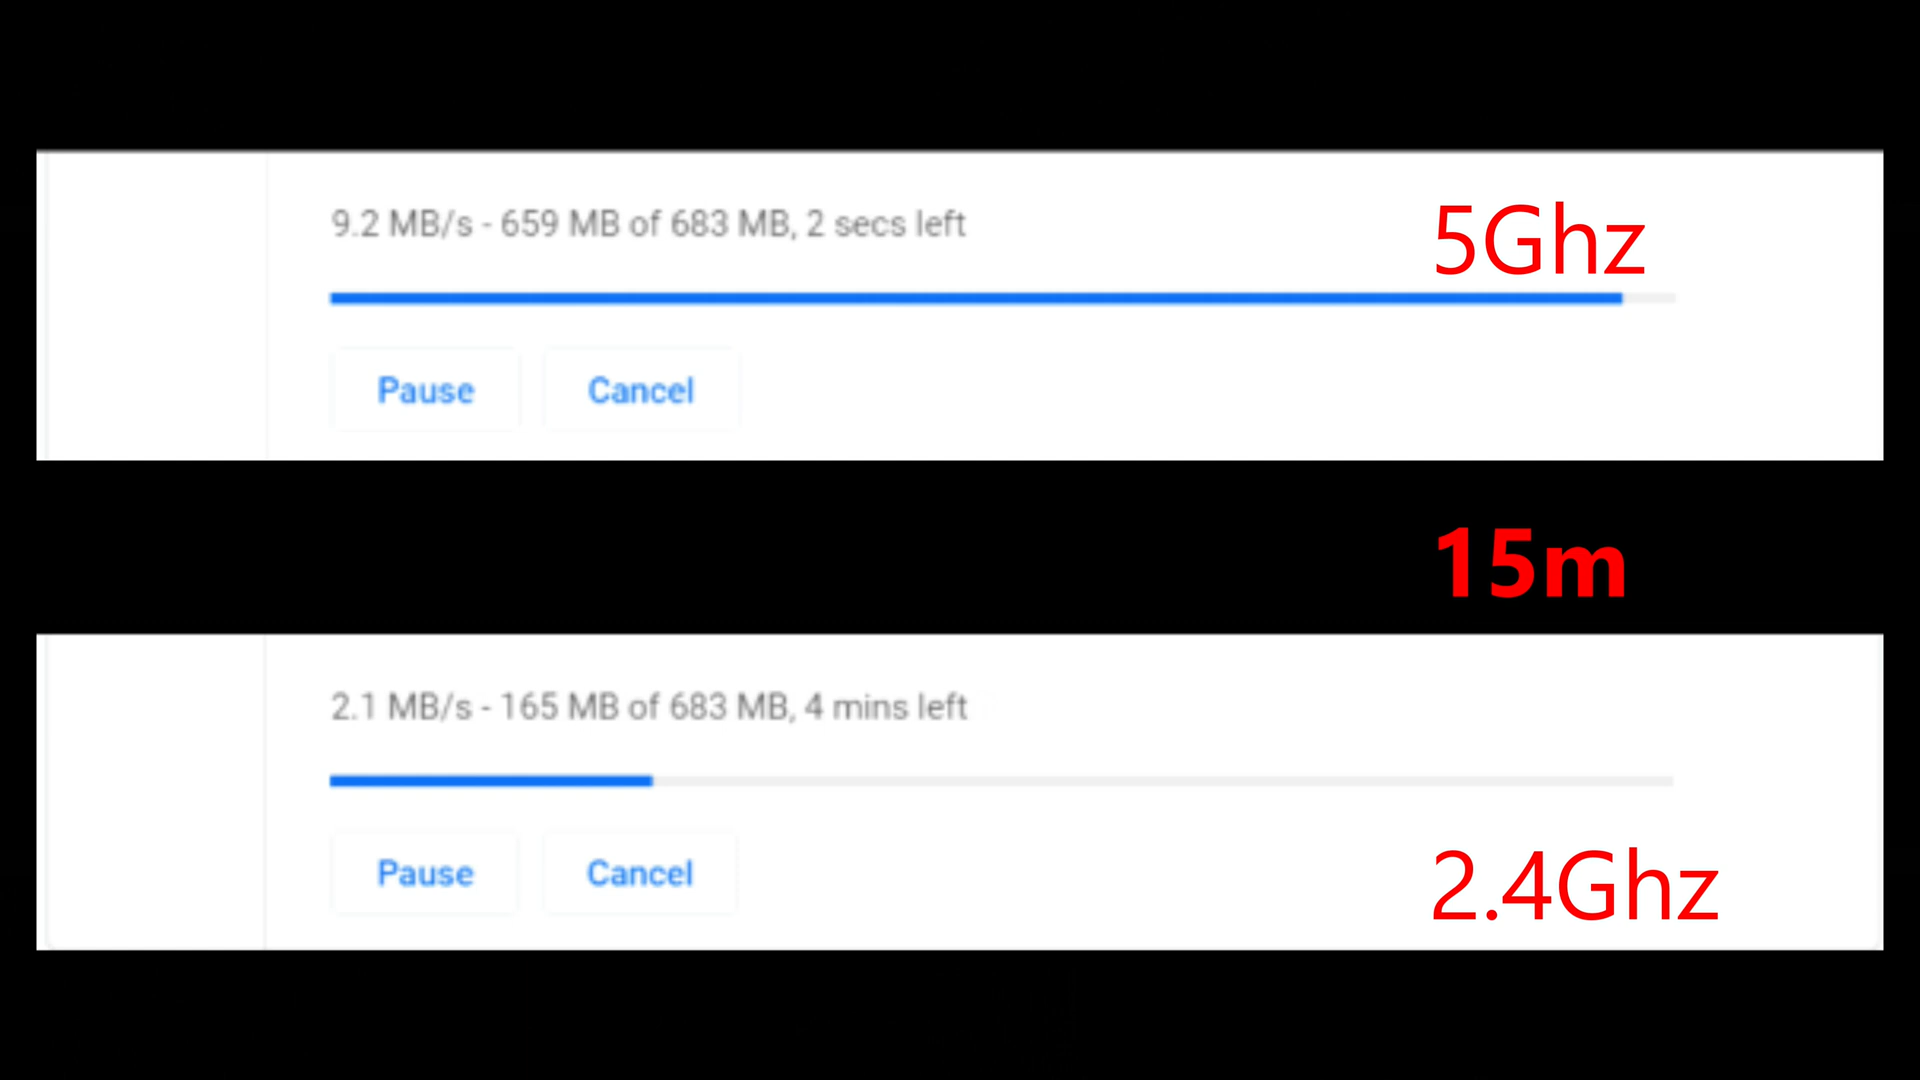 9.2 MB/s - 659 MB of 683 MB, 2 secs left
5Ghz
Pause Cancel
15m
2.1 MB/s - 165 MB of 683 MB, 4 mins left
Pause Cancel
2.4Ghz